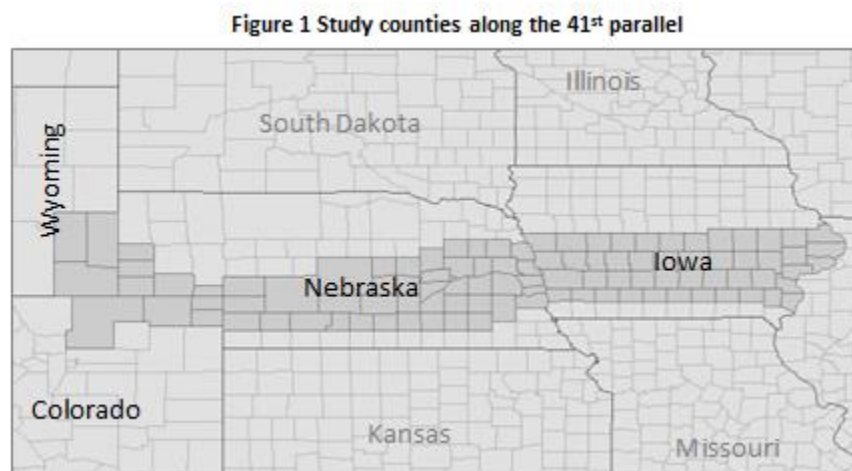 Figure 1 Study counties along the 41st parallel
Illinois
South Dakota
Wyoming
Iowa
Nebraska
Colorado
Kansas
Missouri